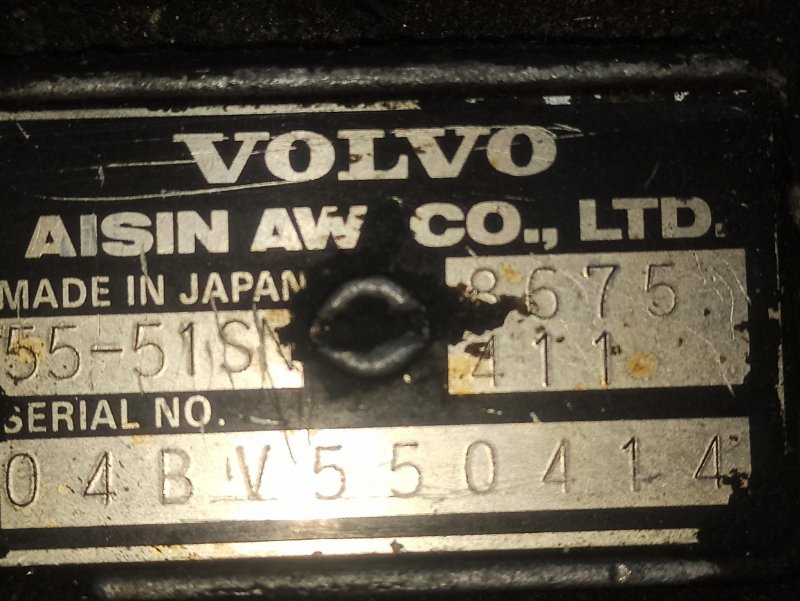 VOLVO
AISIN AW CO., LTD.
MADE IN JAPAN
8675
55-51SN
411
SERIAL NO.
04BV550414